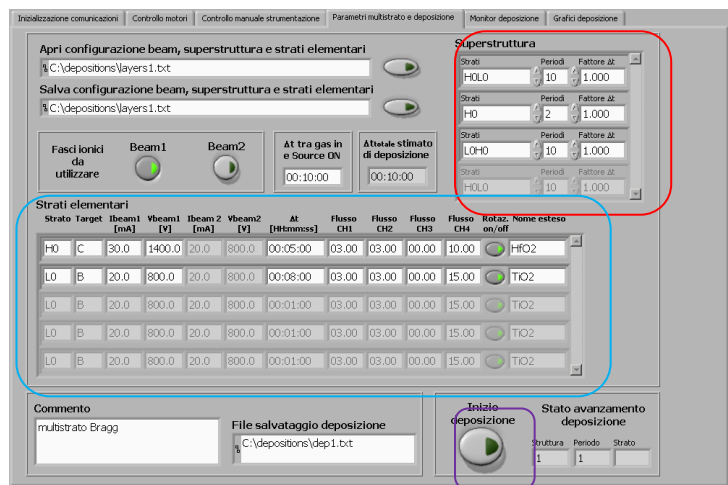 Inizializzazione comunicazioni Controllo motori Controllo manuale strumentazione Parametri multistrato e deposizione Monitor deposizione Grafici deposizione
Apri configurazione beam, superstruttura e strati elementari
C:\depositions\layers1.txt
Salva configurazione beam, superstruttura e strati elementari
C:\depositions\layers1.txt
Fasci ionici
da
utilizzare
Beam1
Beam2
Δt tra gas in
e Source ON
00:10:00
Δttotale stimato
di deposizione
00:10:00
Superstruttura
Strati Periodi Fattore Δt
H0L0 10 1.000
Strati Periodi Fattore Δt
H0 2 1.000
Strati Periodi Fattore Δt
L0H0 10 1.000
Strati Periodi Fattore Δt
H0L0 10 1.000
Strati elementari
Strato Target Ibeam1 Vbeam1 Ibeam 2 Vbeam2 Δt Flusso Flusso Flusso Flusso Rotaz. Nome esteso
[mA] [V] [mA] [V] [HH:mm:ss] CH1 CH2 CH3 CH4 on/off
H0 C 30.0 1400.0 20.0 800.0 00:05:00 03.00 03.00 00.00 10.00 HfO2
L0 B 20.0 800.0 20.0 800.0 00:08:00 03.00 03.00 00.00 15.00 TiO2
L0 B 20.0 800.0 20.0 800.0 00:01:00 03.00 03.00 00.00 15.00 TiO2
L0 B 20.0 800.0 20.0 800.0 00:01:00 03.00 03.00 00.00 15.00 TiO2
L0 B 20.0 800.0 20.0 800.0 00:01:00 03.00 03.00 00.00 15.00 TiO2
Commento
multistrato Bragg
File salvataggio deposizione
C:\depositions\dep1.txt
Inizio
deposizione
Stato avanzamento
deposizione
Struttura Periodo Strato
1 1